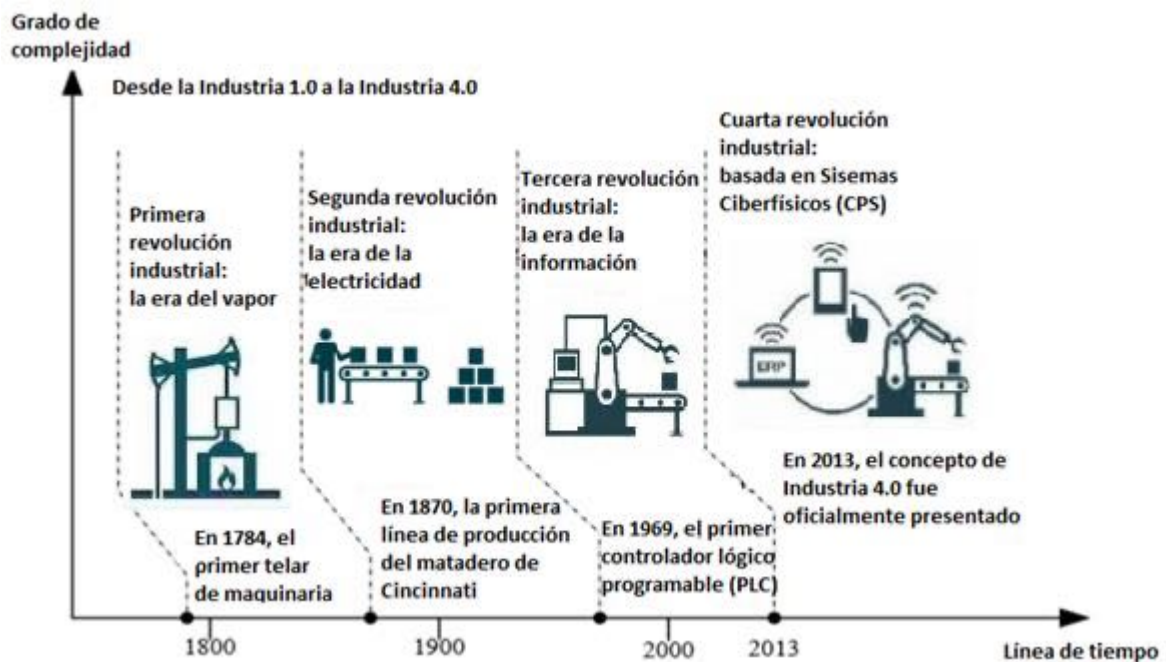 Grado de
complejidad
Desde la Industria 1.0 a la Industria 4.0
Primera
revolución
industrial:
la era del vapor
Segunda revolución
industrial:
la era de la
electricidad
Tercera revolución
industrial:
la era de la
información
Cuarta revolución
industrial:
basada en Sisemas
Ciberfísicos (CPS)
ERP
En 1784, el
primer telar
de maquinaria
En 1870, la primera
línea de producción
del matadero de
Cincinnati
En 1969, el primer
controlador lógico
programable (PLC)
En 2013, el concepto de
Industria 4.0 fue
oficialmente presentado
1800
1900
2000
2013
Línea de tiempo